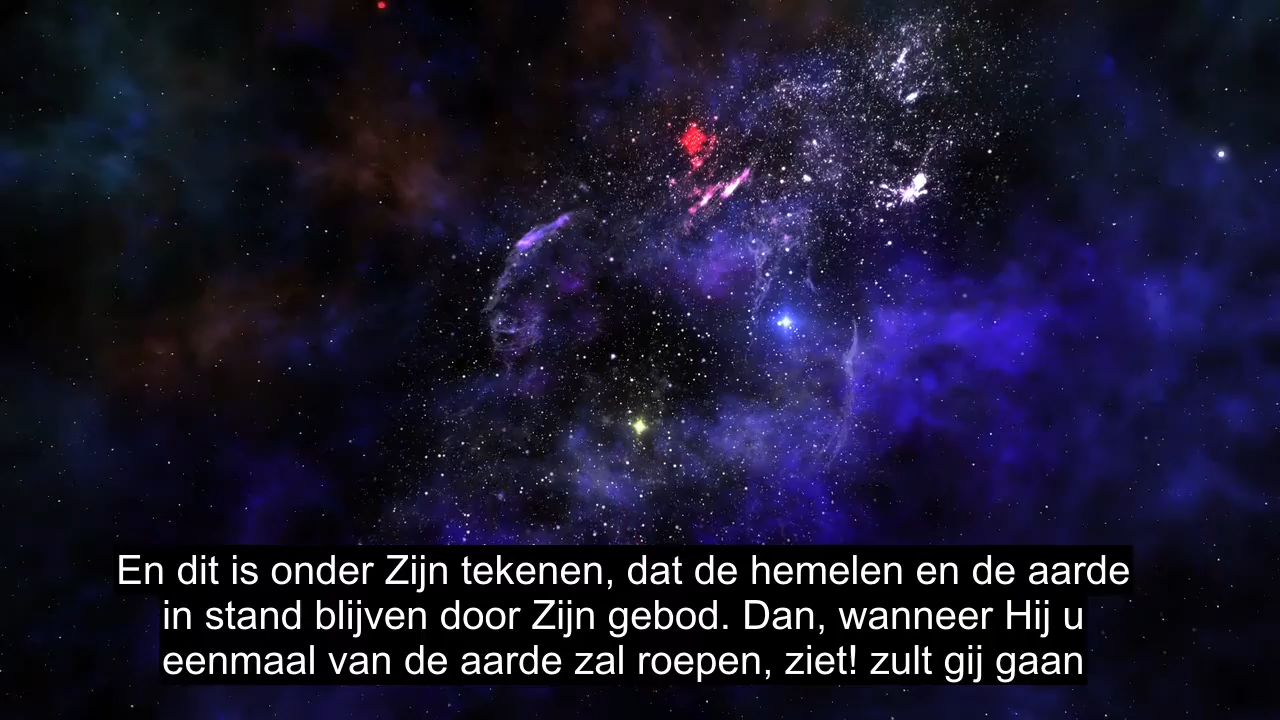 En dit is onder Zijn tekenen, dat de hemelen en de aarde
in stand blijven door Zijn gebod. Dan, wanneer Hij u
eenmaal van de aarde zal roepen, ziet! zult gij gaan